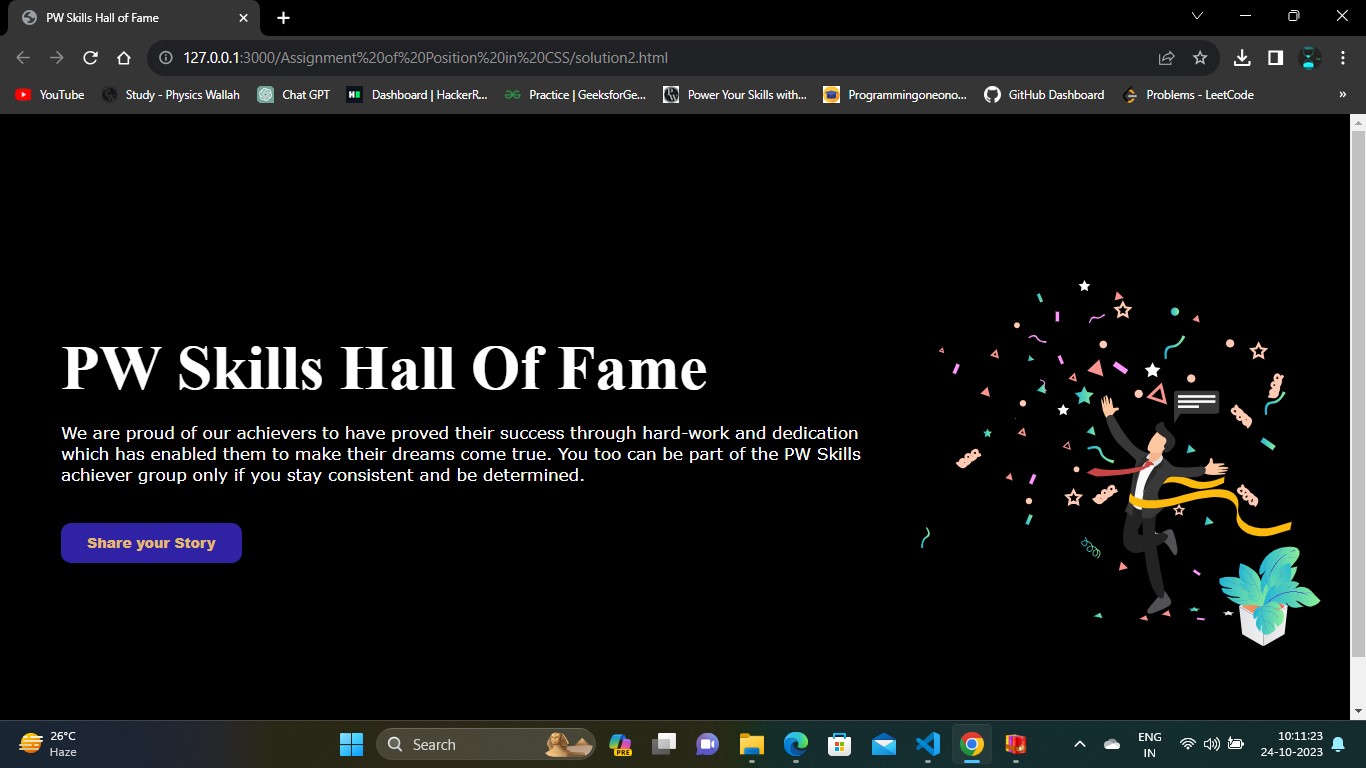 PW Skills Hall of Fame
127.0.0.1:3000/Assignment%20of%20Position%20in%20CSS/solution2.html
YouTube
Study - Physics Wallah
Chat GPT
Dashboard | HackerR...
Practice | GeeksforGe...
Power Your Skills with...
Programmingoneono...
GitHub Dashboard
Problems - LeetCode
»
PW Skills Hall Of Fame
We are proud of our achievers to have proved their success through hard-work and dedication
which has enabled them to make their dreams come true. You too can be part of the PW Skills
achiever group only if you stay consistent and be determined.
Share your Story
26°C
Haze
Search
PRE
ENG
IN
10:11:23
24-10-2023